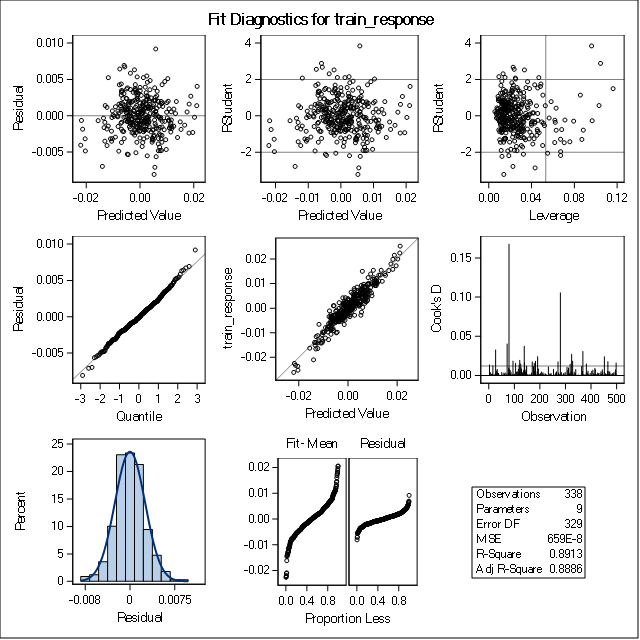 Fit Diagnostics for train_response
0.010
0.005
0.000
-0.005
Residual
-0.02 0.00 0.02
Predicted Value
4
2
0
-2
RStudent
-0.02 -0.01 0.00 0.01 0.02
Predicted Value
4
2
0
-2
RStudent
0.00 0.04 0.08 0.12
Leverage
0.010
0.005
0.000
-0.005
Residual
-3 -2 -1 0 1 2 3
Quantile
0.02
0.01
0.00
-0.01
-0.02
train_response
-0.02 0.00 0.02
Predicted Value
0.15
0.10
0.05
0.00
Cook's D
0 100 200 300 400 500
Observation
25
20
15
10
5
0
Percent
-0.008 0 0.0075
Residual
Fit-Mean Residual
0.02
0.01
0.00
-0.01
-0.02
0.0 0.4 0.8 0.0 0.4 0.8
Proportion Less
Observations 338
Parameters 9
Error DF 329
MSE 659E-8
R-Square 0.8913
Adj R-Square 0.8886